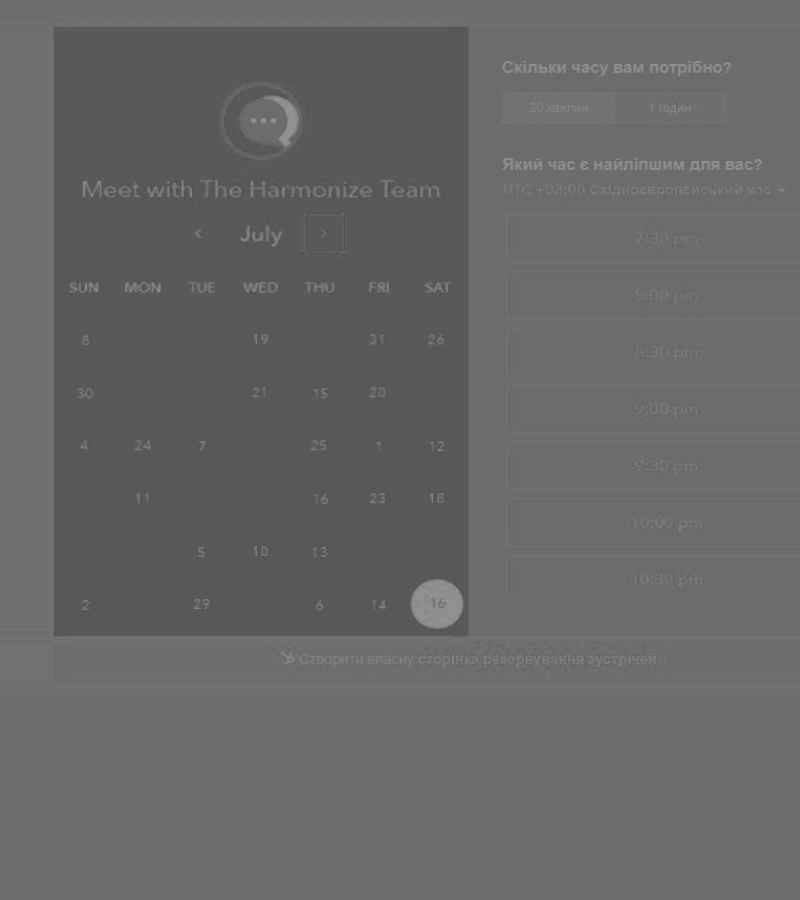 Meet with The Harmonize Team
July
SUN MON TUE WED THU FRI SAT
8 19 31 26
30 21 15 20
4 24 7 25 1 12
11 16 23 18
5 10 13
2 29 6 14 16
Скільки часу вам потрібно?
30 хвилин 1 годин
Який час є найліпшим для вас?
UTC +03:00 Східноєвропейський час
7:30 pm
8:00 pm
8:30 pm
9:00 pm
9:30 pm
10:00 pm
10:30 pm
Створити власну сторінка резервування зустрічей